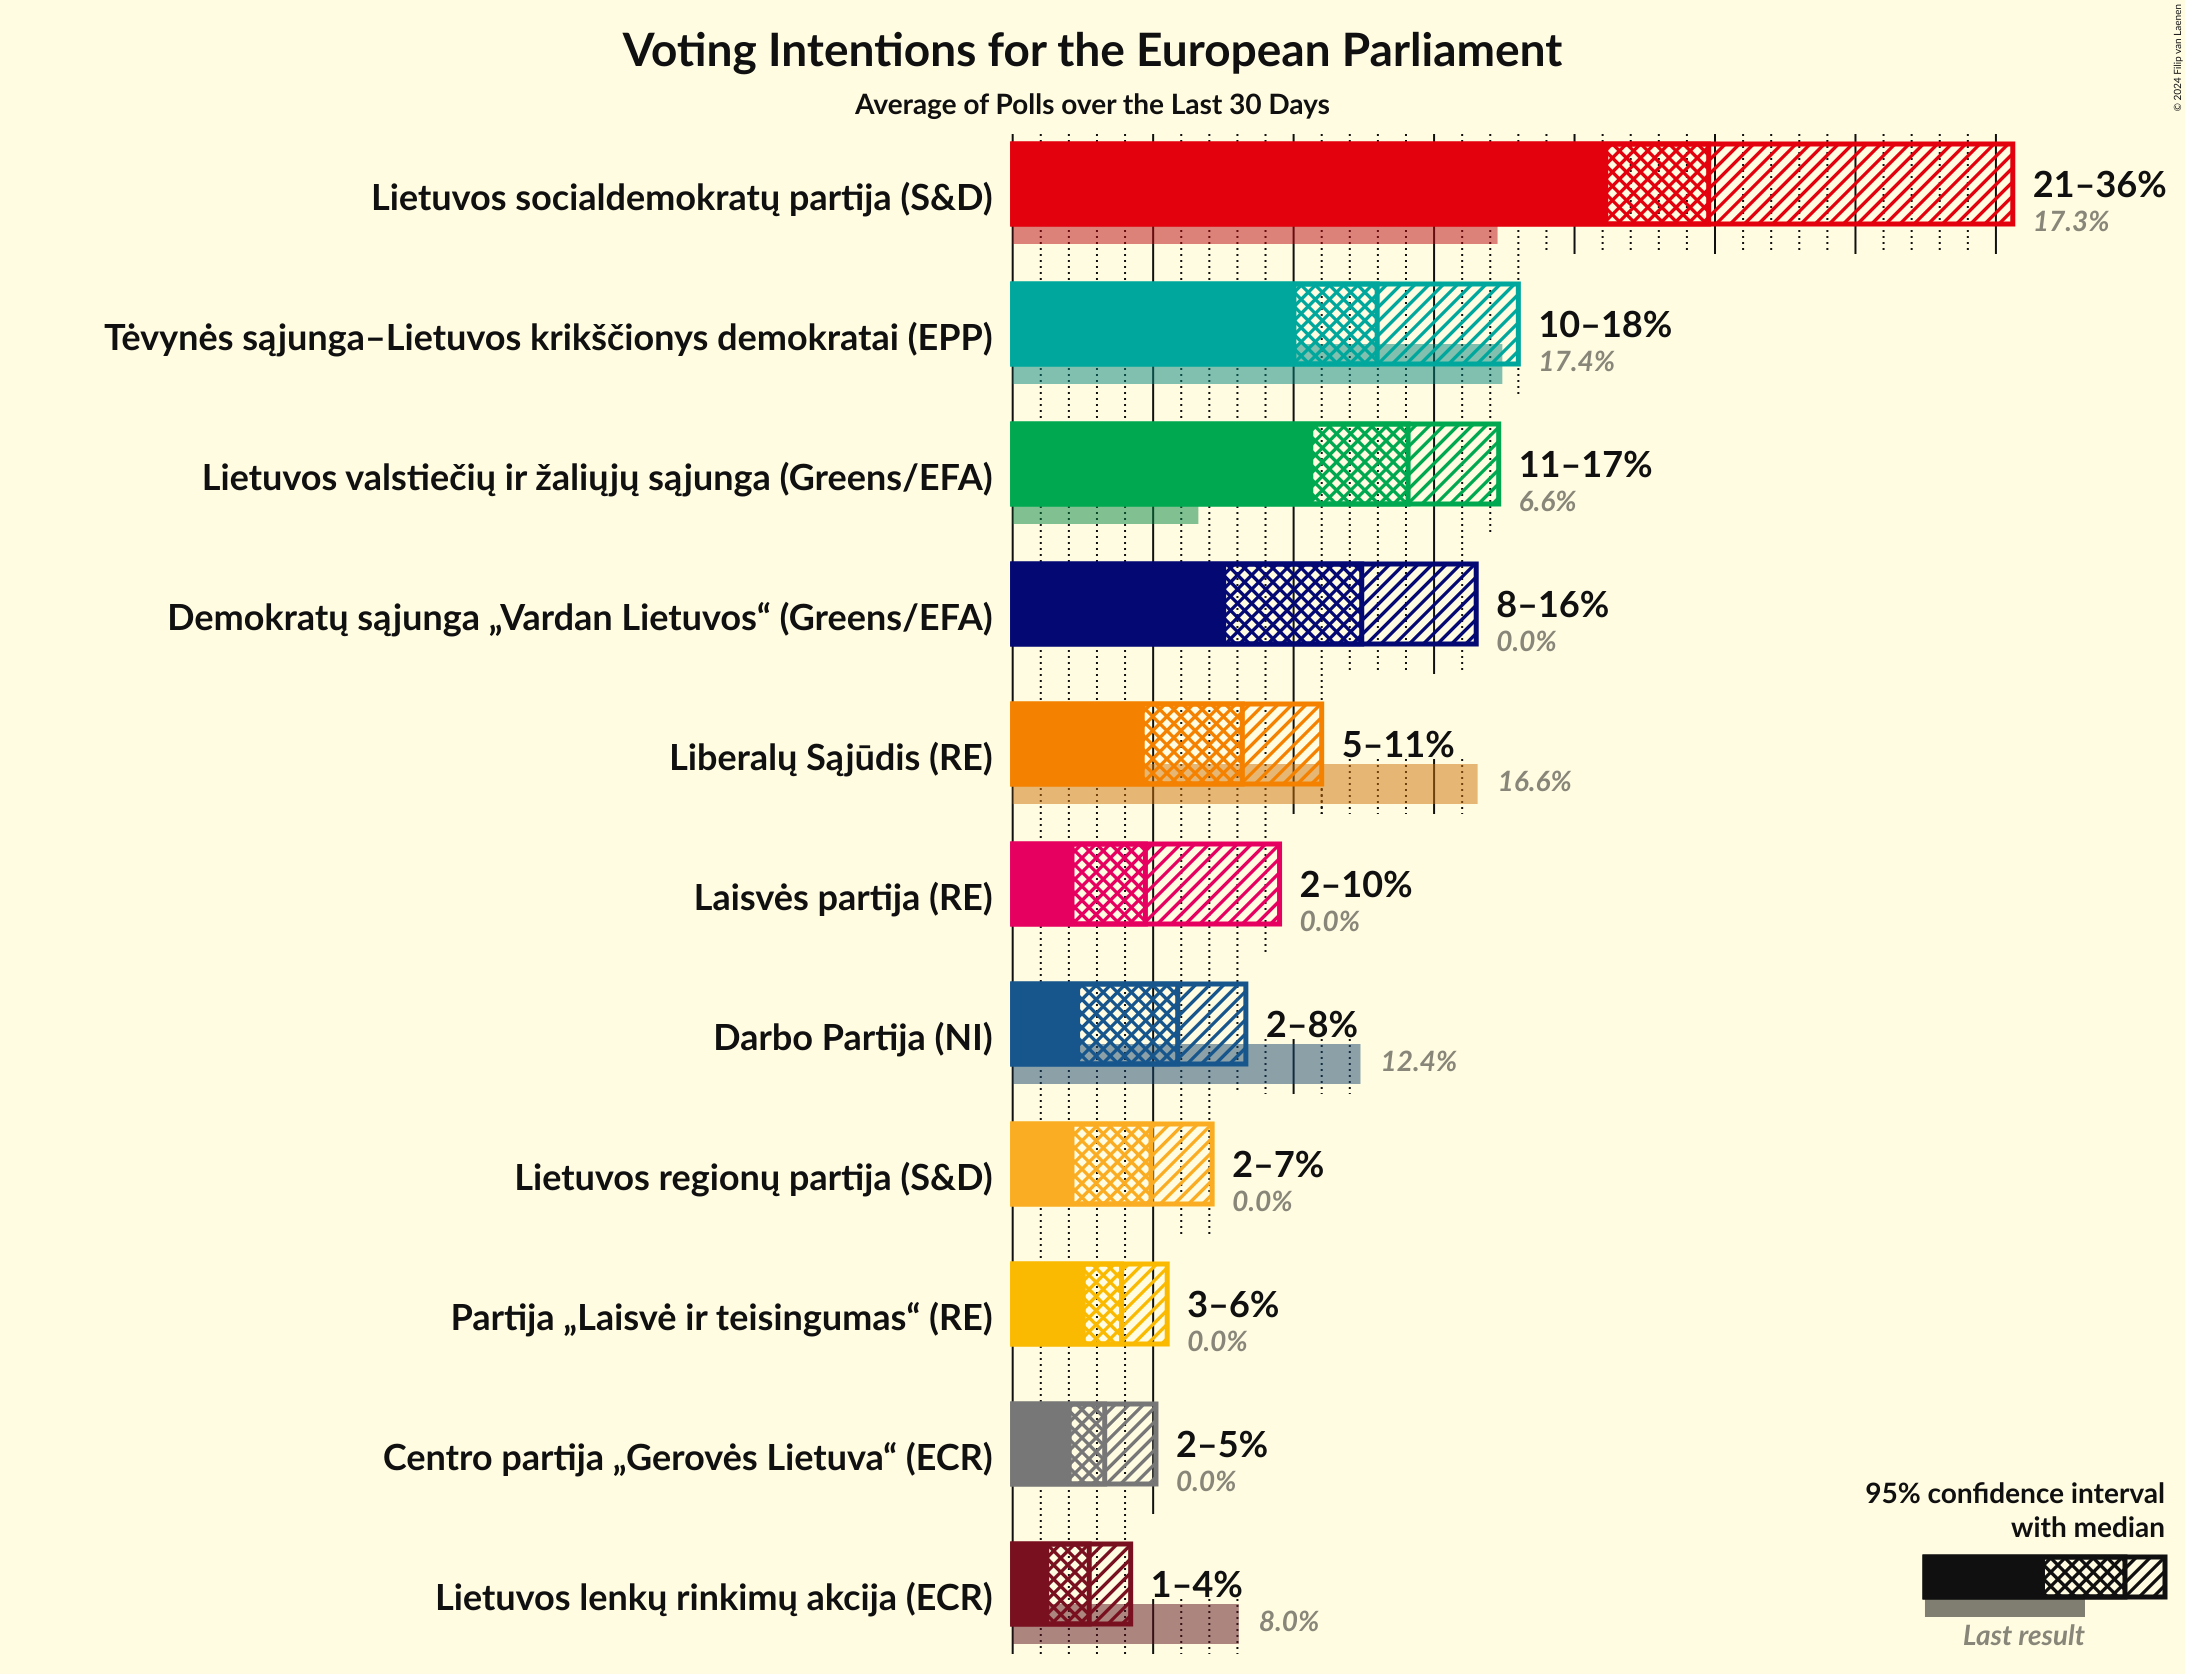 Voting Intentions for the European Parliament
Average of Polls over the Last 30 Days
© 2024 Filip van Laenen
Lietuvos socialdemokratų partija (S&D)
21–36%
17.3%
Tėvynės sąjunga–Lietuvos krikščionys demokratai (EPP)
10–18%
17.4%
Lietuvos valstiečių ir žaliųjų sąjunga (Greens/EFA)
11–17%
6.6%
Demokratų sąjunga „Vardan Lietuvos“ (Greens/EFA)
8–16%
0.0%
Liberalų Sąjūdis (RE)
5–11%
16.6%
Laisvės partija (RE)
2–10%
0.0%
Darbo Partija (NI)
2–8%
12.4%
Lietuvos regionų partija (S&D)
2–7%
0.0%
Partija „Laisvė ir teisingumas“ (RE)
3–6%
0.0%
Centro partija „Gerovės Lietuva“ (ECR)
2–5%
0.0%
Lietuvos lenkų rinkimų akcija (ECR)
1–4%
8.0%
95% confidence interval
with median
Last result